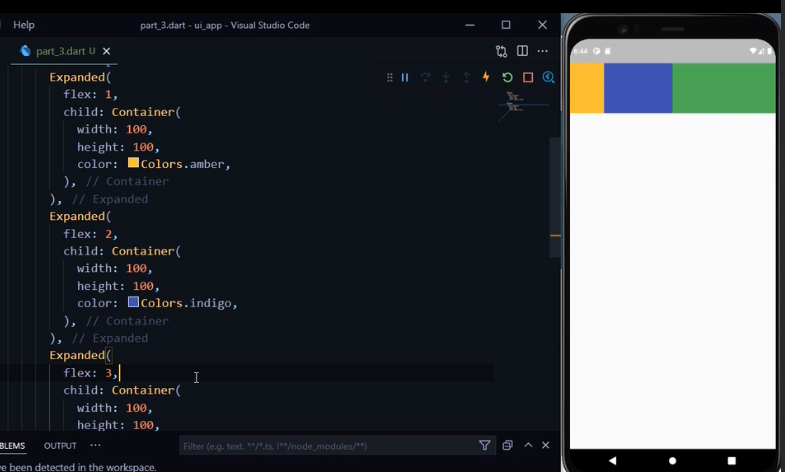 Help
part_3.dart - ui_app - Visual Studio Code
part_3.dart U
Expanded(
flex: 1,
child: Container(
width: 100,
height: 100,
color: Colors.amber,
), // Container
), // Expanded
Expanded(
flex: 2,
child: Container(
width: 100,
height: 100,
color: Colors.indigo,
), // Container
), // Expanded
Expanded(
flex: 3,
child: Container(
width: 100,
height: 100,
BLEMS OUTPUT ...
Filter (e.g. text, **/*.ts, !**/node_modules/**)
ve been detected in the workspace.
6:44